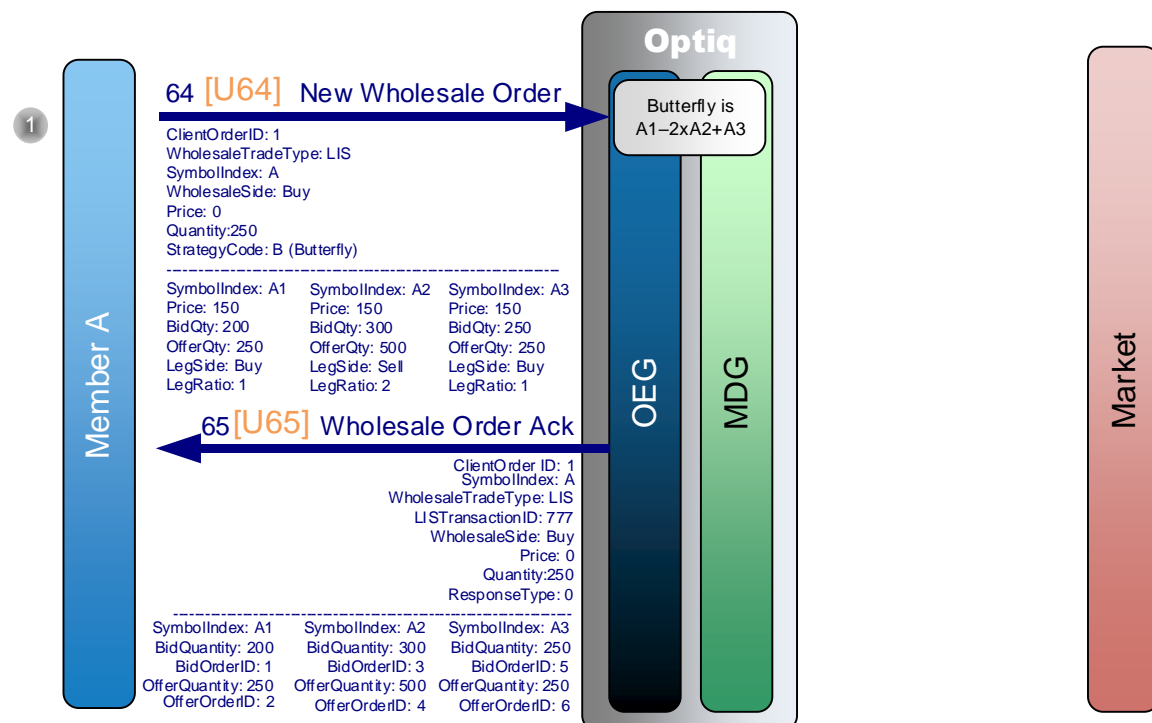 Optiq
64 [U64] New Wholesale Order
Butterfly is
A1–2xA2+A3
1
ClientOrderID: 1
WholesaleTradeType: LIS
SymbolIndex: A
WholesaleSide: Buy
Price: 0
Quantity:250
StrategyCode: B (Butterfly)
--------------------------------------------------------------
SymbolIndex: A1 SymbolIndex: A2 SymbolIndex: A3
Price: 150 Price: 150 Price: 150
BidQty: 200 BidQty: 300 BidQty: 250
OfferQty: 250 OfferQty: 500 OfferQty: 250
LegSide: Buy LegSide: Sell LegSide: Buy
LegRatio: 1 LegRatio: 2 LegRatio: 1
Member A
OEG
MDG
Market
65 [U65] Wholesale Order Ack
ClientOrder ID: 1
SymbolIndex: A
WholesaleTradeType: LIS
LISTransactionID: 777
WholesaleSide: Buy
Price: 0
Quantity:250
ResponseType: 0
--------------------------------------------------------------
SymbolIndex: A1 SymbolIndex: A2 SymbolIndex: A3
BidQuantity: 200 BidQuantity: 300 BidQuantity: 250
BidOrderID: 1 BidOrderID: 3 BidOrderID: 5
OfferQuantity: 250 OfferQuantity: 500 OfferQuantity: 250
OfferOrderID: 2 OfferOrderID: 4 OfferOrderID: 6